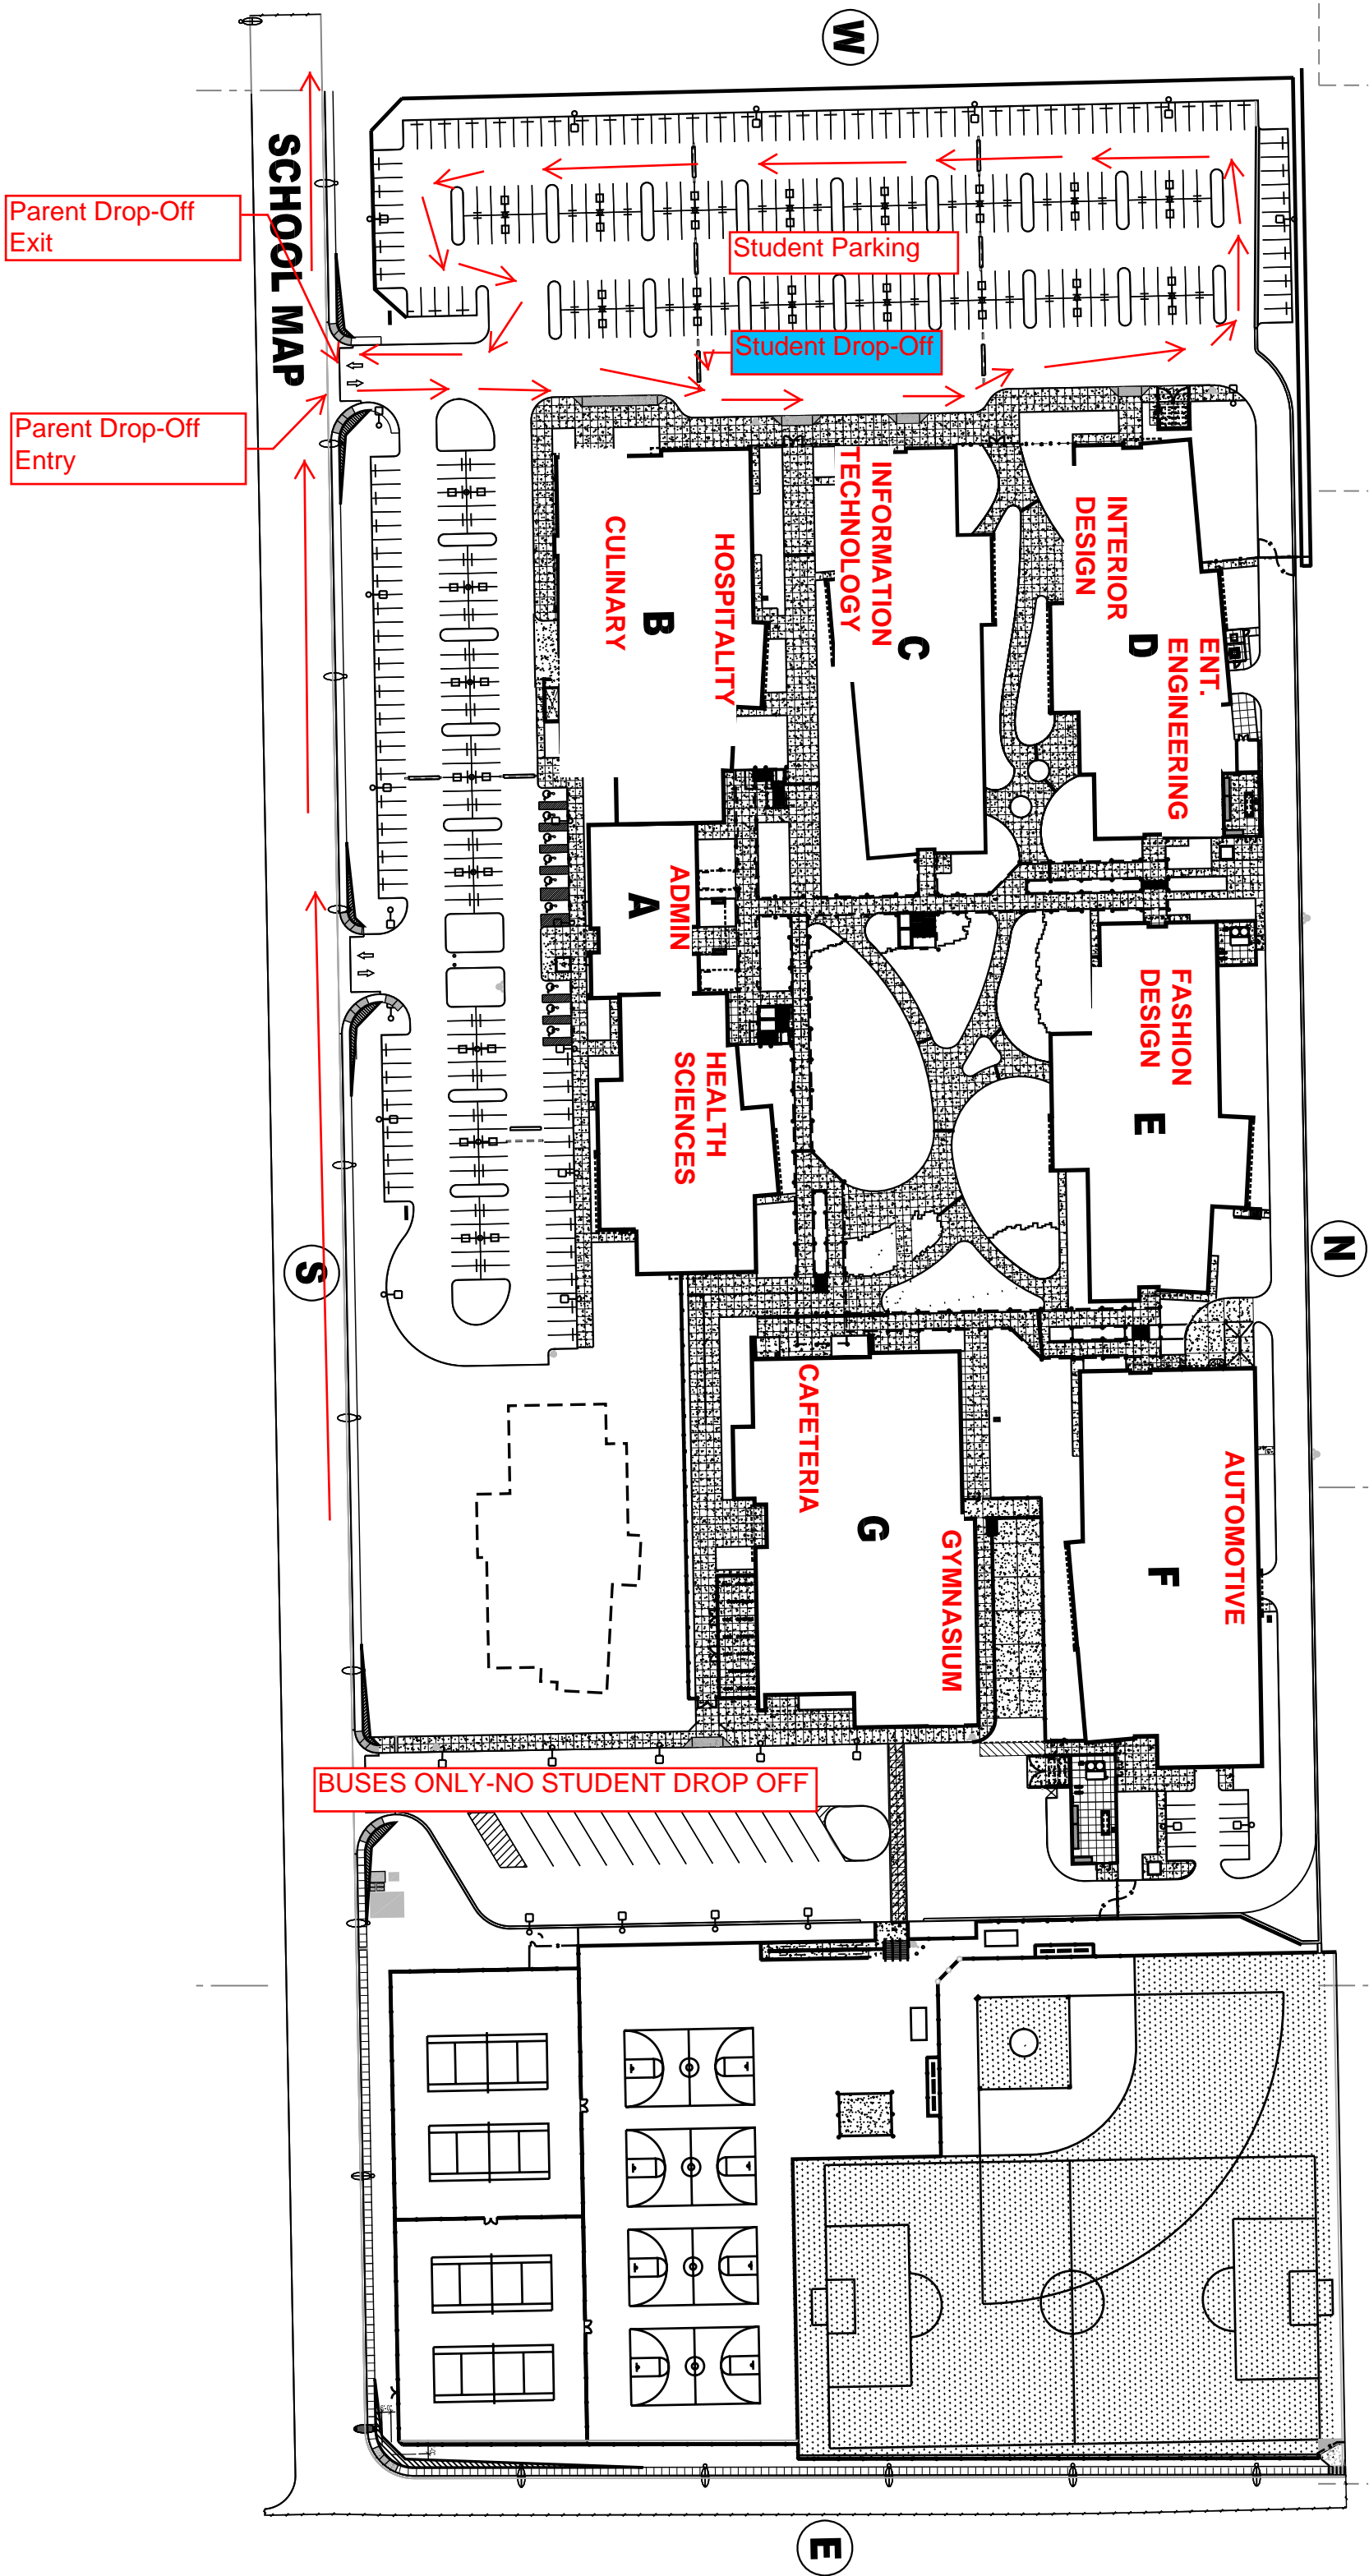 W
SCHOOL MAP
Parent Drop-Off
Exit
Student Parking
Student Drop-Off
Parent Drop-Off
Entry
CULINARY
HOSPITALITY
B
INFORMATION
TECHNOLOGY
C
INTERIOR
DESIGN
D
ENT.
ENGINEERING
ADMIN
A
FASHION
DESIGN
E
HEALTH
SCIENCES
N
S
CAFETERIA
G
GYMNASIUM
AUTOMOTIVE
F
BUSES ONLY-NO STUDENT DROP OFF
E